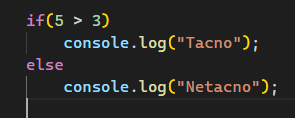 if(5 > 3)
    console.log("Tacno");
else
    console.log("Netacno");